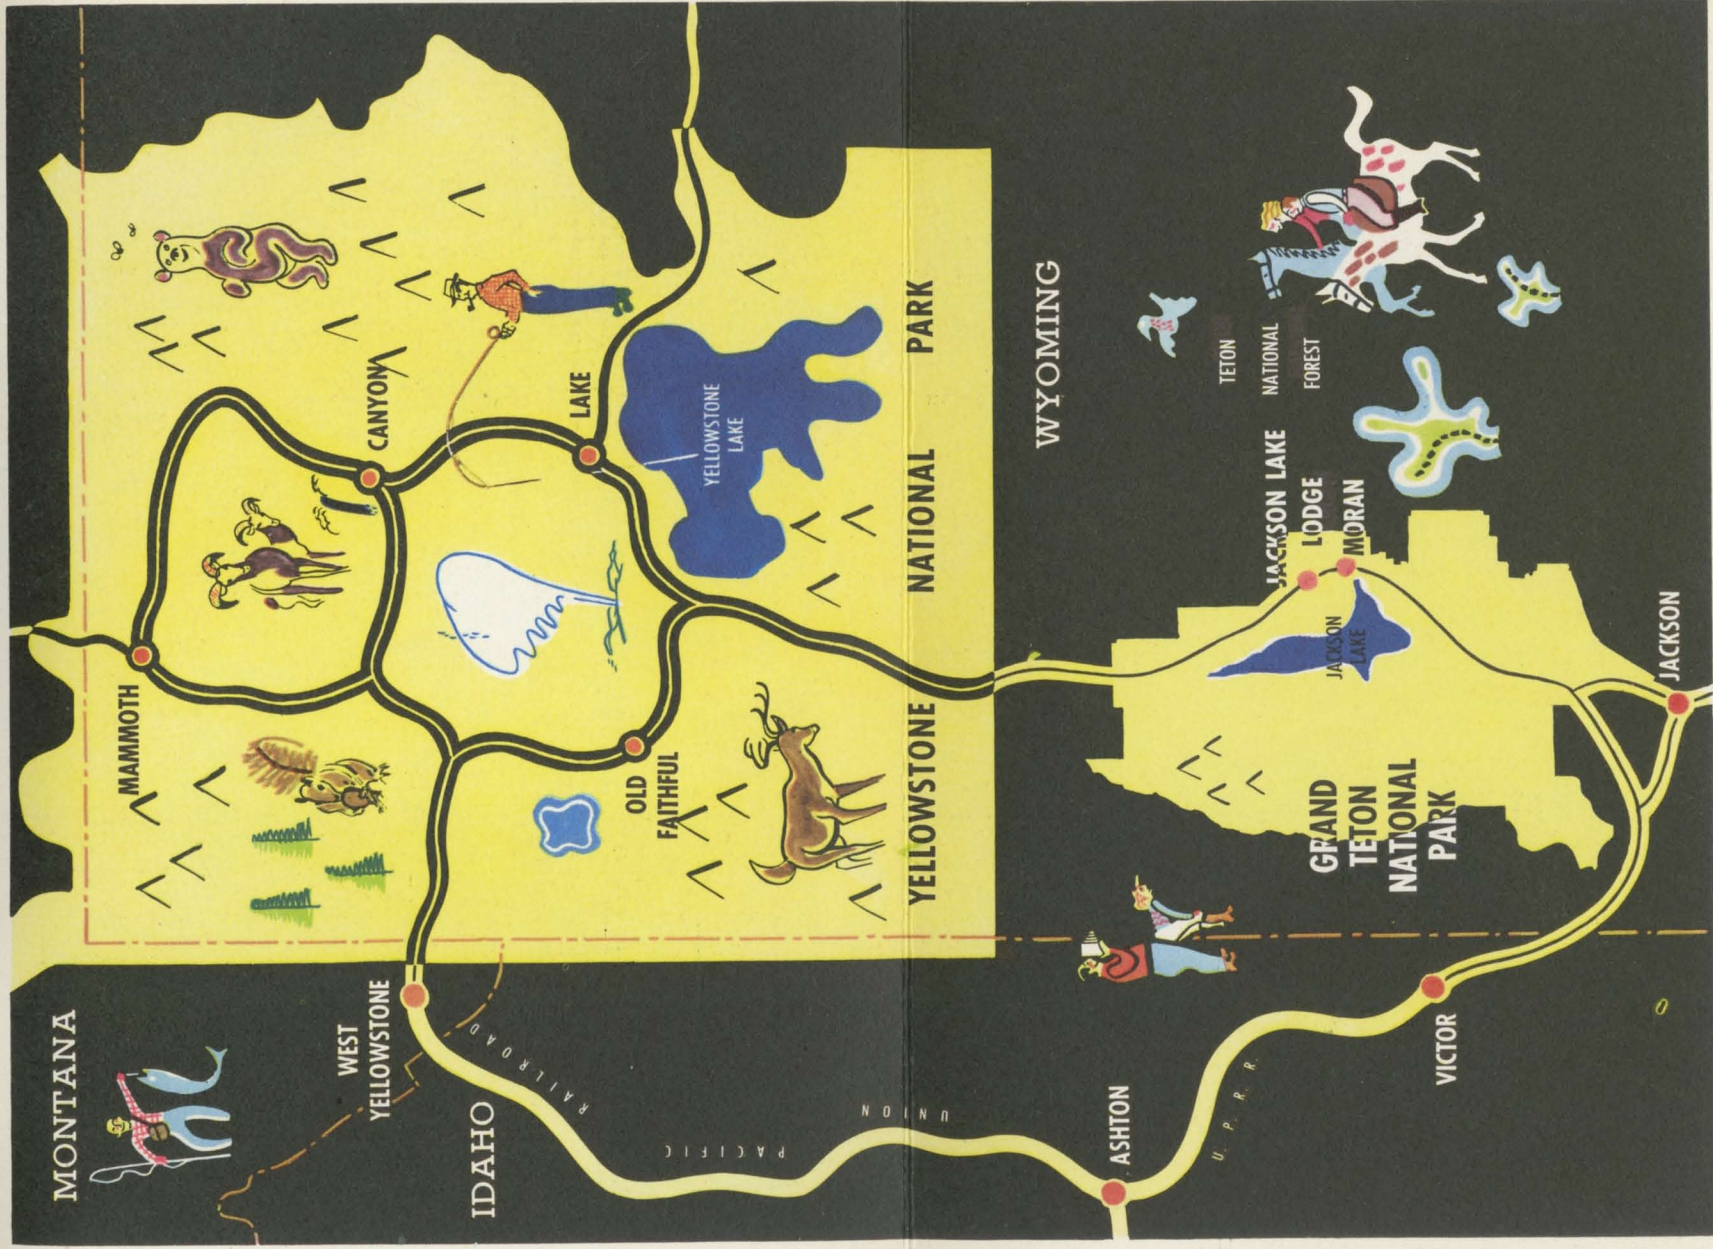 MONTANA
MAMMOTH
CANYON
WEST
YELLOWSTONE
IDAHO
LAKE
YELLOWSTONE
LAKE
OLD
FAITHFUL
YELLOWSTONE NATIONAL PARK
WYOMING
UNION PACIFIC RAILROAD
ASHTON
U. P. R. R.
VICTOR
TETON
NATIONAL
FOREST
JACKSON LAKE
LODGE
MORAN
JACKSON
LAKE
GRAND
TETON
NATIONAL
PARK
JACKSON